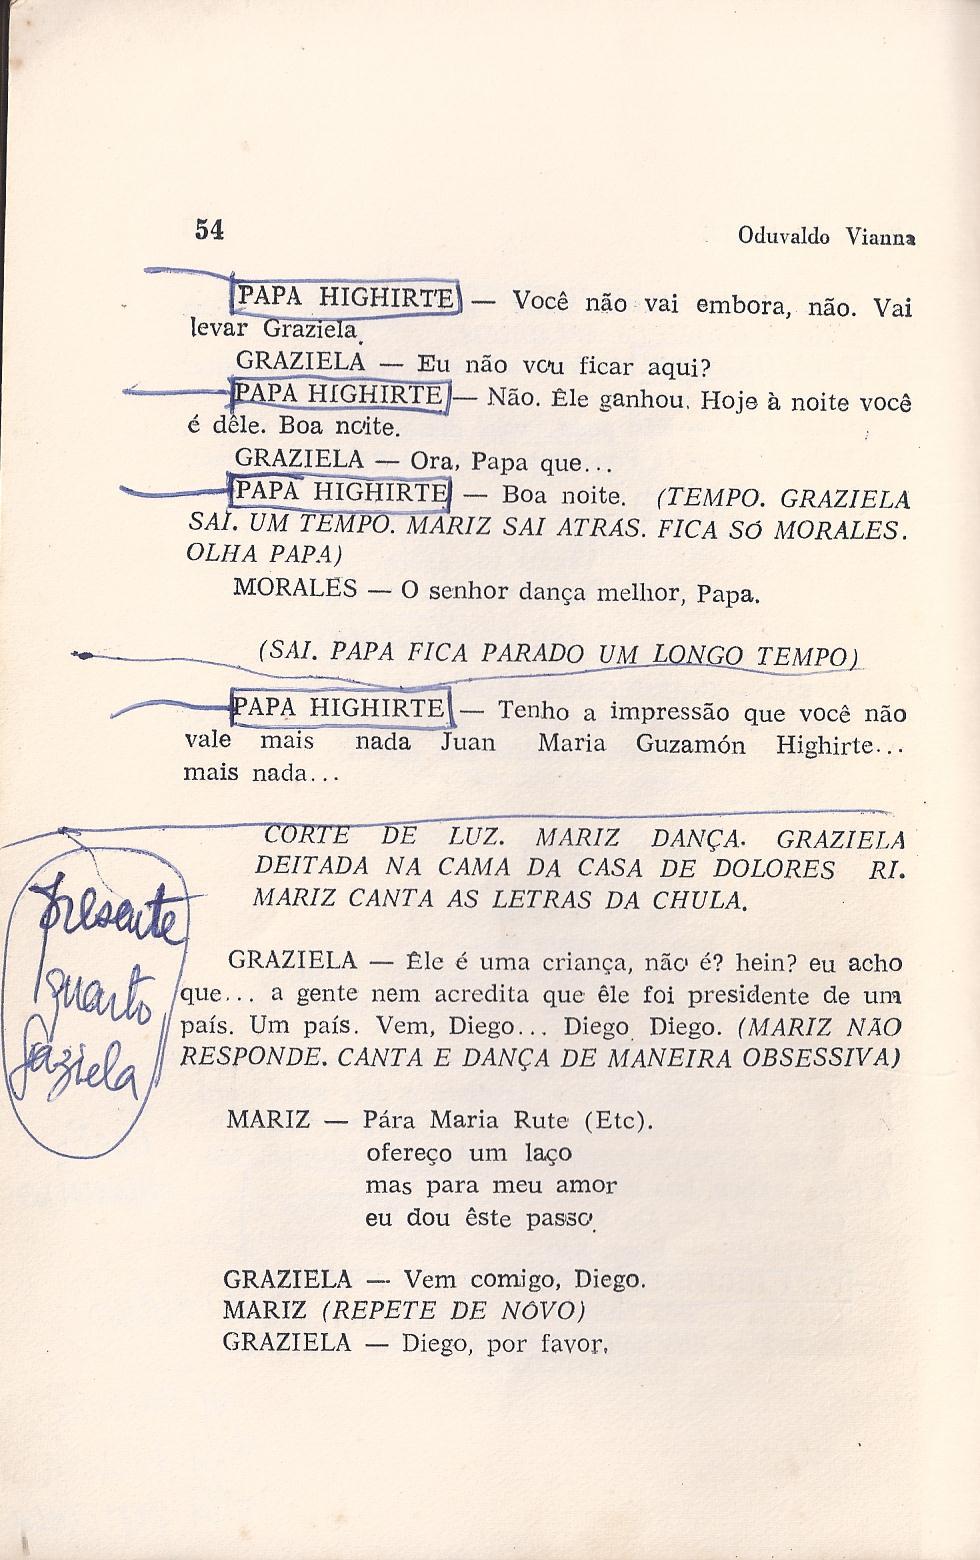 54
Oduvaldo Vianna
PAPA HIGHIRTE — Você não vai embora, não. Vai
levar Graziela.
GRAZIELA — Eu não vou ficar aqui?
PAPA HIGHIRTE — Não. Êle ganhou. Hoje à noite você
é dêle. Boa noite.
GRAZIELA — Ora, Papa que...
PAPA HIGHIRTE — Boa noite. (TEMPO. GRAZIELA
SAI. UM TEMPO. MARIZ SAI ATRÁS. FICA SÓ MORALES.
OLHA PAPA)
MORALES — O senhor dança melhor, Papa.
(SAI. PAPA FICA PARADO UM LONGO TEMPO)
PAPA HIGHIRTE — Tenho a impressão que você não
vale mais nada Juan Maria Guzamón Highirte...
mais nada...
CORTE DE LUZ. MARIZ DANÇA. GRAZIELA
DEITADA NA CAMA DA CASA DE DOLORES RI.
MARIZ CANTA AS LETRAS DA CHULA.
presente
quarto
Graziela
GRAZIELA — Êle é uma criança, não é? hein? eu acho
que... a gente nem acredita que êle foi presidente de um
país. Um país. Vem, Diego... Diego. Diego. (MARIZ NÃO
RESPONDE. CANTA E DANÇA DE MANEIRA OBSESSIVA)
MARIZ — Pára Maria Rute (Etc).
ofereço um laço
mas para meu amor
eu dou êste passo.
GRAZIELA — Vem comigo, Diego.
MARIZ (REPETE DE NÔVO)
GRAZIELA — Diego, por favor.